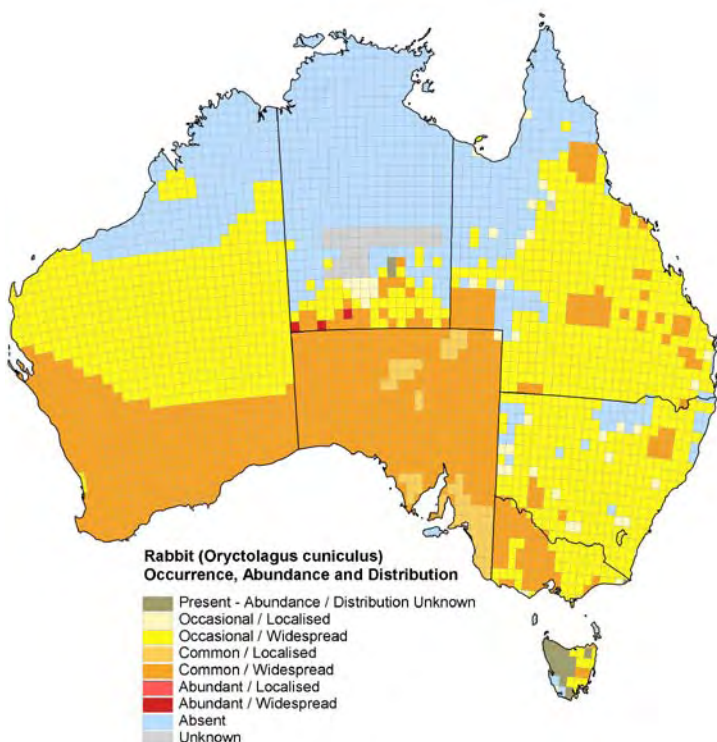 Rabbit (Oryctolagus cuniculus)
Occurrence, Abundance and Distribution
Present - Abundance / Distribution Unknown
Occasional / Localised
Occasional / Widespread
Common / Localised
Common / Widespread
Abundant / Localised
Abundant / Widespread
Absent
Unknown